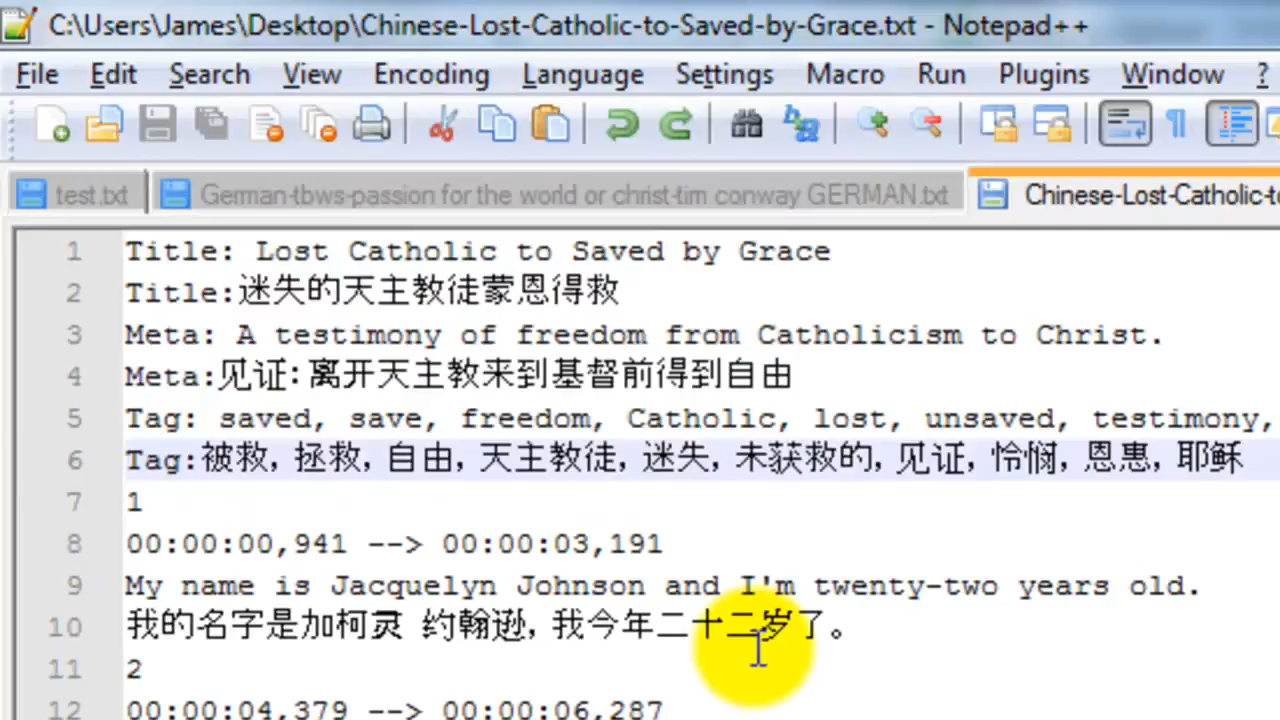 C:\Users\James\Desktop\Chinese-Lost-Catholic-to-Saved-by-Grace.txt - Notepad++
File Edit Search View Encoding Language Settings Macro Run Plugins Window ?
test.txt German-tbws-passion for the world or christ-tim conway GERMAN.txt Chinese-Lost-Catholic-to
1 Title: Lost Catholic to Saved by Grace
2 Title:迷失的天主教徒蒙恩得救
3 Meta: A testimony of freedom from Catholicism to Christ.
4 Meta:见证:离开天主教来到基督前得到自由
5 Tag: saved, save, freedom, Catholic, lost, unsaved, testimony,
6 Tag:被救, 拯救, 自由, 天主教徒, 迷失, 未获救的, 见证, 怜悯, 恩惠, 耶稣
7 1
8 00:00:00,941 --> 00:00:03,191
9 My name is Jacquelyn Johnson and I'm twenty-two years old.
10 我的名字是加柯灵 约翰逊, 我今年二十二岁了。
11 2
12 00:00:04,379 --> 00:00:06,287